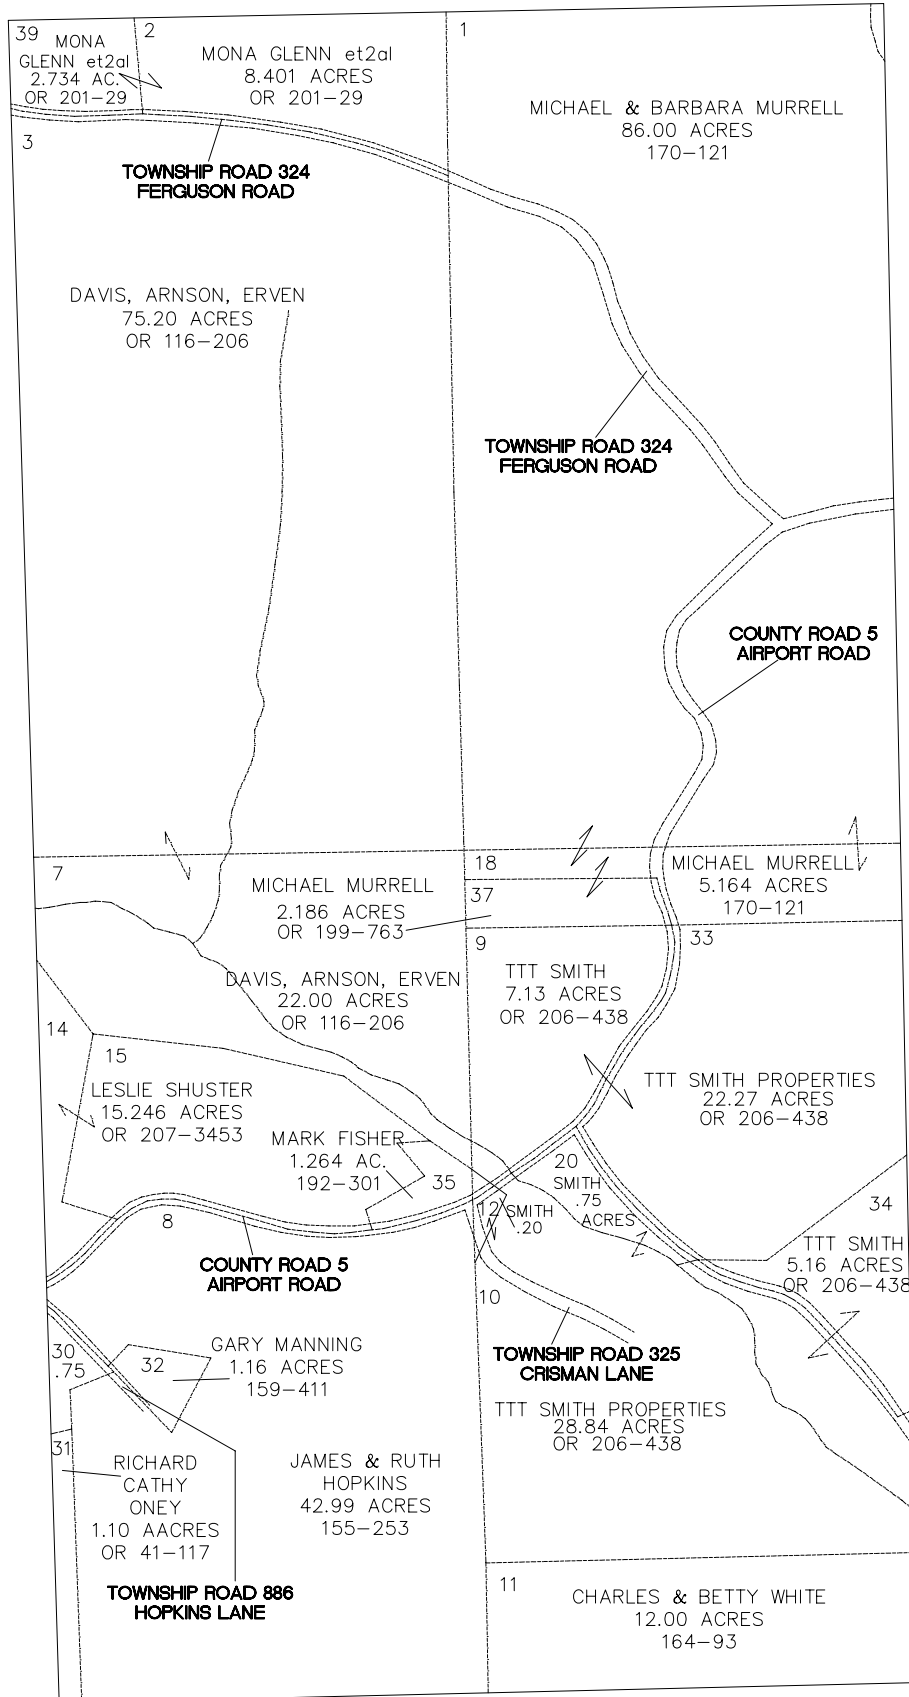 39
MONA
GLENN et2al
2.734 AC.
OR 201-29
2
MONA GLENN et2al
8.401 ACRES
OR 201-29
1
MICHAEL & BARBARA MURRELL
86.00 ACRES
170-121
3
TOWNSHIP ROAD 324
FERGUSON ROAD
DAVIS, ARNSON, ERVEN
75.20 ACRES
OR 116-206
TOWNSHIP ROAD 324
FERGUSON ROAD
COUNTY ROAD 5
AIRPORT ROAD
7
MICHAEL MURRELL
2.186 ACRES
OR 199-763
18
37
MICHAEL MURRELL
5.164 ACRES
170-121
9
33
DAVIS, ARNSON, ERVEN
22.00 ACRES
OR 116-206
TTT SMITH
7.13 ACRES
OR 206-438
14
15
LESLIE SHUSTER
15.246 ACRES
OR 207-3453
TTT SMITH PROPERTIES
22.27 ACRES
OR 206-438
MARK FISHER
1.264 AC.
192-301
35
20
SMITH
.75
ACRES
12
SMITH
.20
34
TTT SMITH
5.16 ACRES
OR 206-438
8
COUNTY ROAD 5
AIRPORT ROAD
10
TOWNSHIP ROAD 325
CRISMAN LANE
30
.75
32
GARY MANNING
1.16 ACRES
159-411
TTT SMITH PROPERTIES
28.84 ACRES
OR 206-438
31
RICHARD
CATHY
ONEY
1.10 AACRES
OR 41-117
JAMES & RUTH
HOPKINS
42.99 ACRES
155-253
TOWNSHIP ROAD 886
HOPKINS LANE
11
CHARLES & BETTY WHITE
12.00 ACRES
164-93